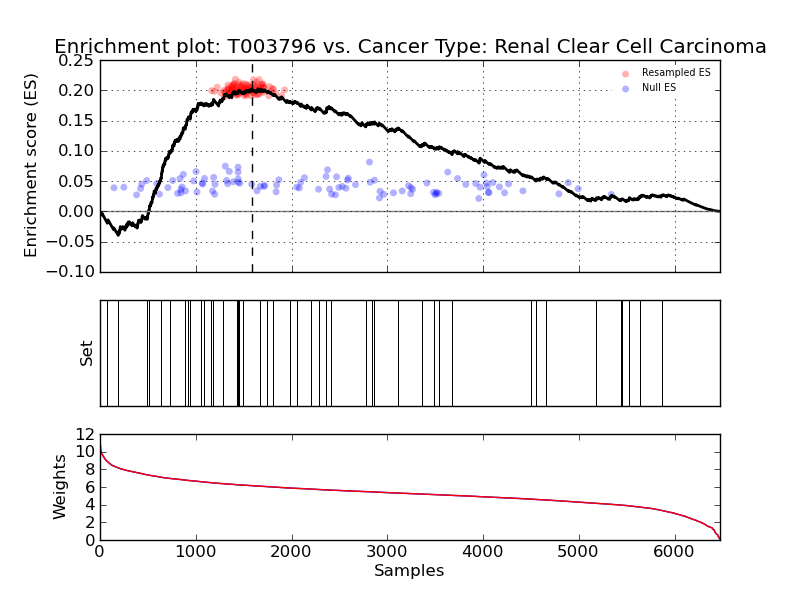 Enrichment plot: T003796 vs. Cancer Type: Renal Clear Cell Carcinoma
Enrichment score (ES)
0.25
0.20
0.15
0.10
0.05
0.00
−0.05
−0.10
Resampled ES
Null ES
Set
Weights
12
10
8
6
4
2
0
0 1000 2000 3000 4000 5000 6000
Samples